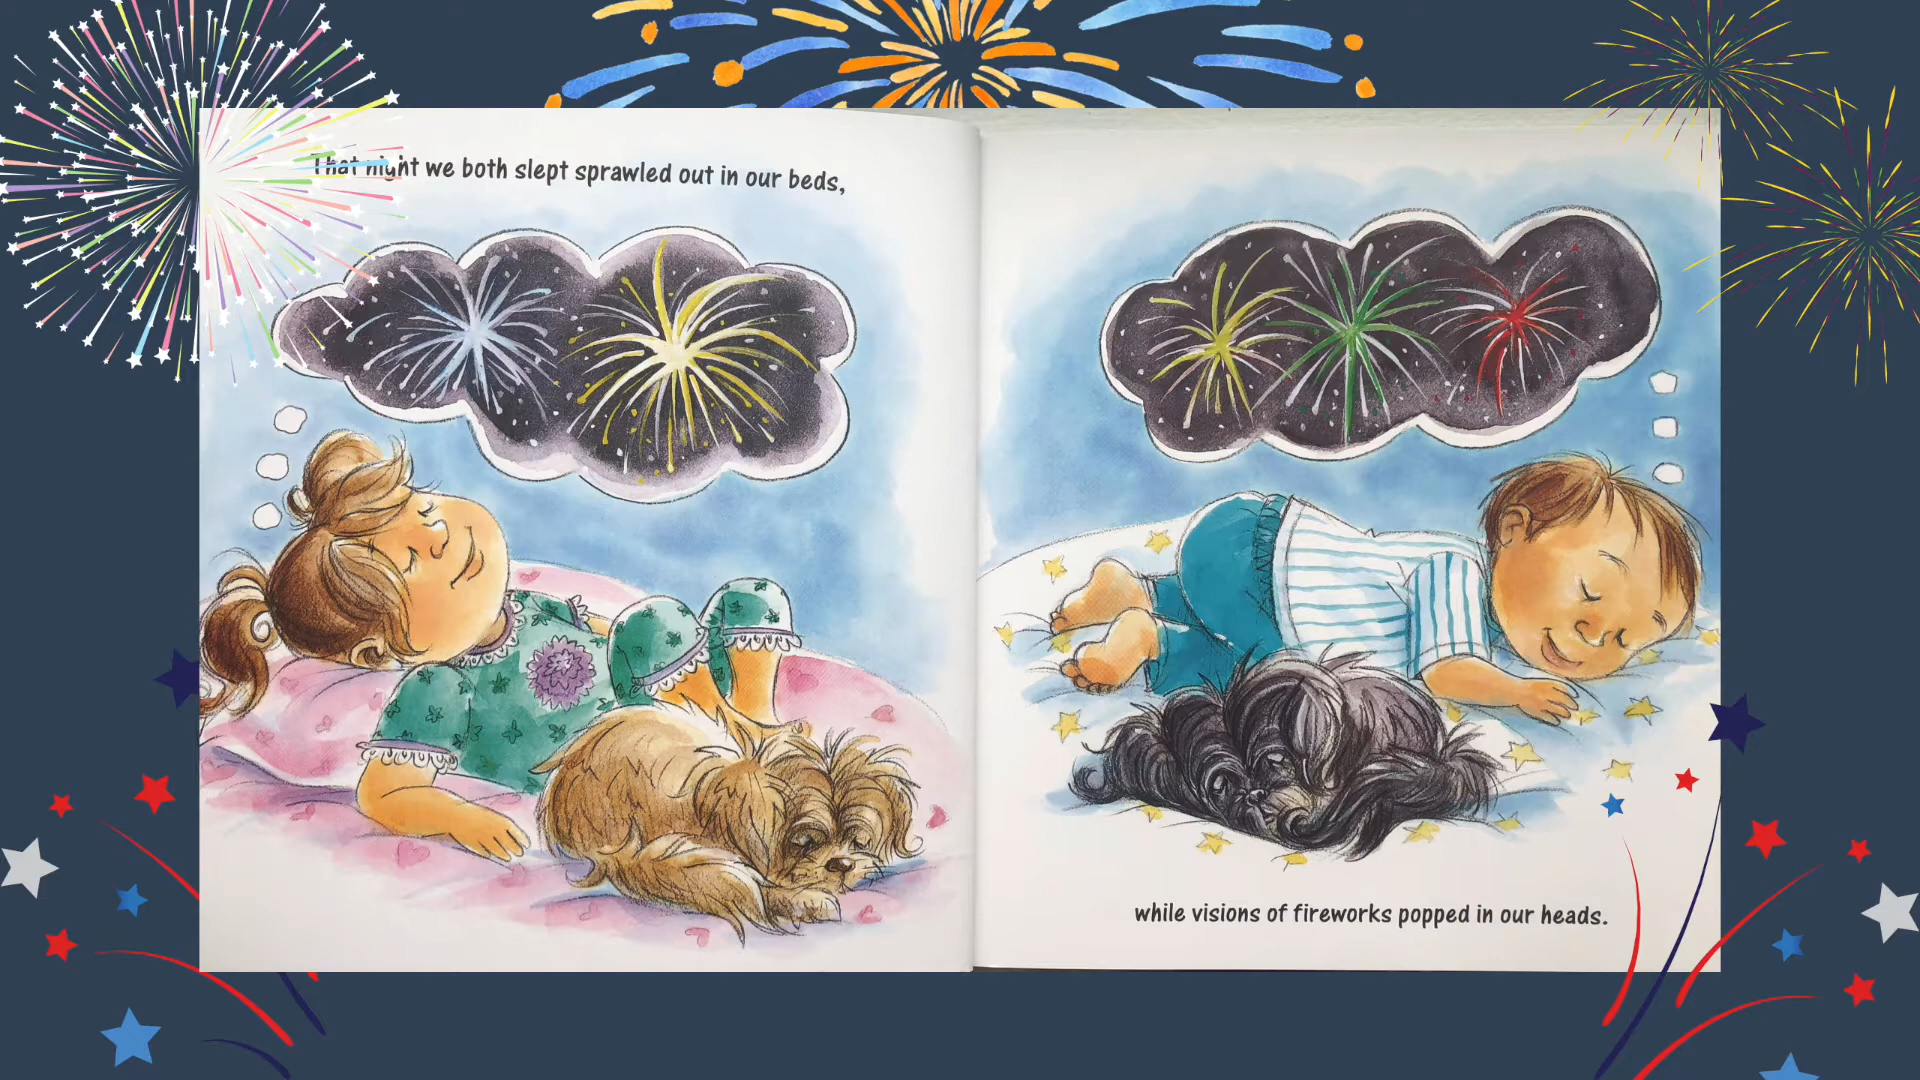 That night we both slept sprawled out in our beds,
while visions of fireworks popped in our heads.